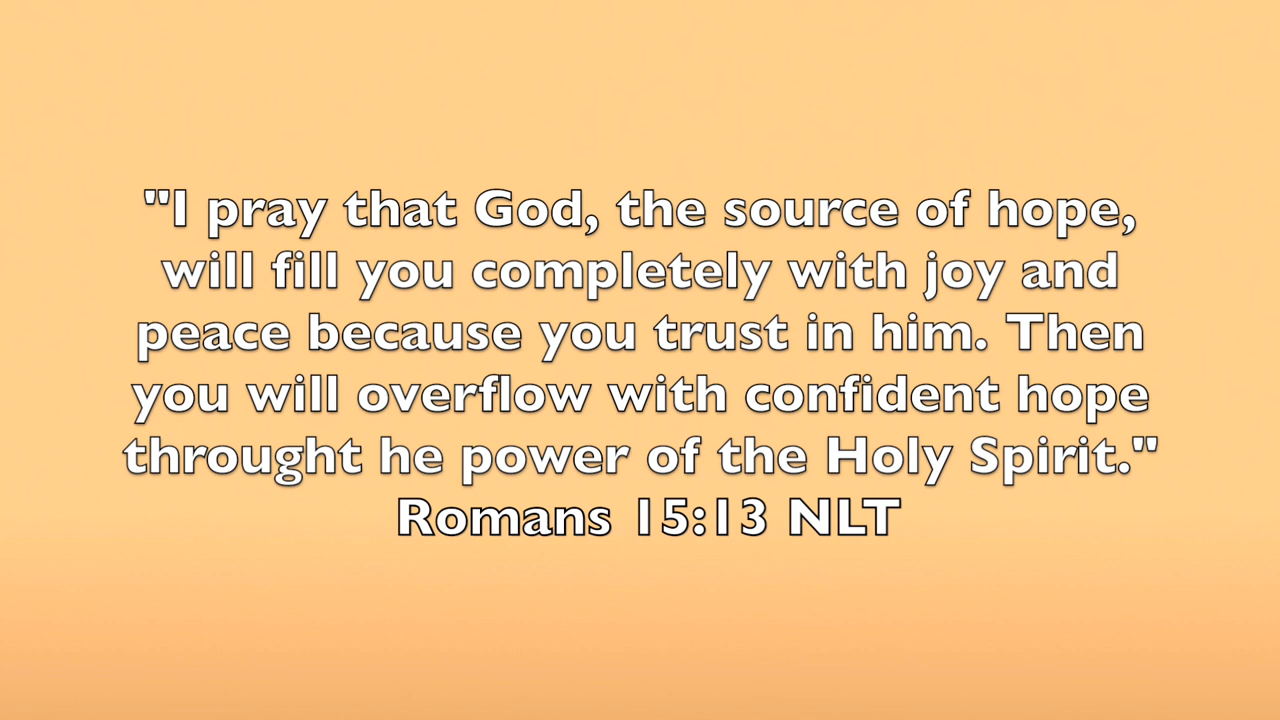 "I pray that God, the source of hope,
will fill you completely with joy and
peace because you trust in him. Then
you will overflow with confident hope
throught he power of the Holy Spirit."
Romans 15:13 NLT